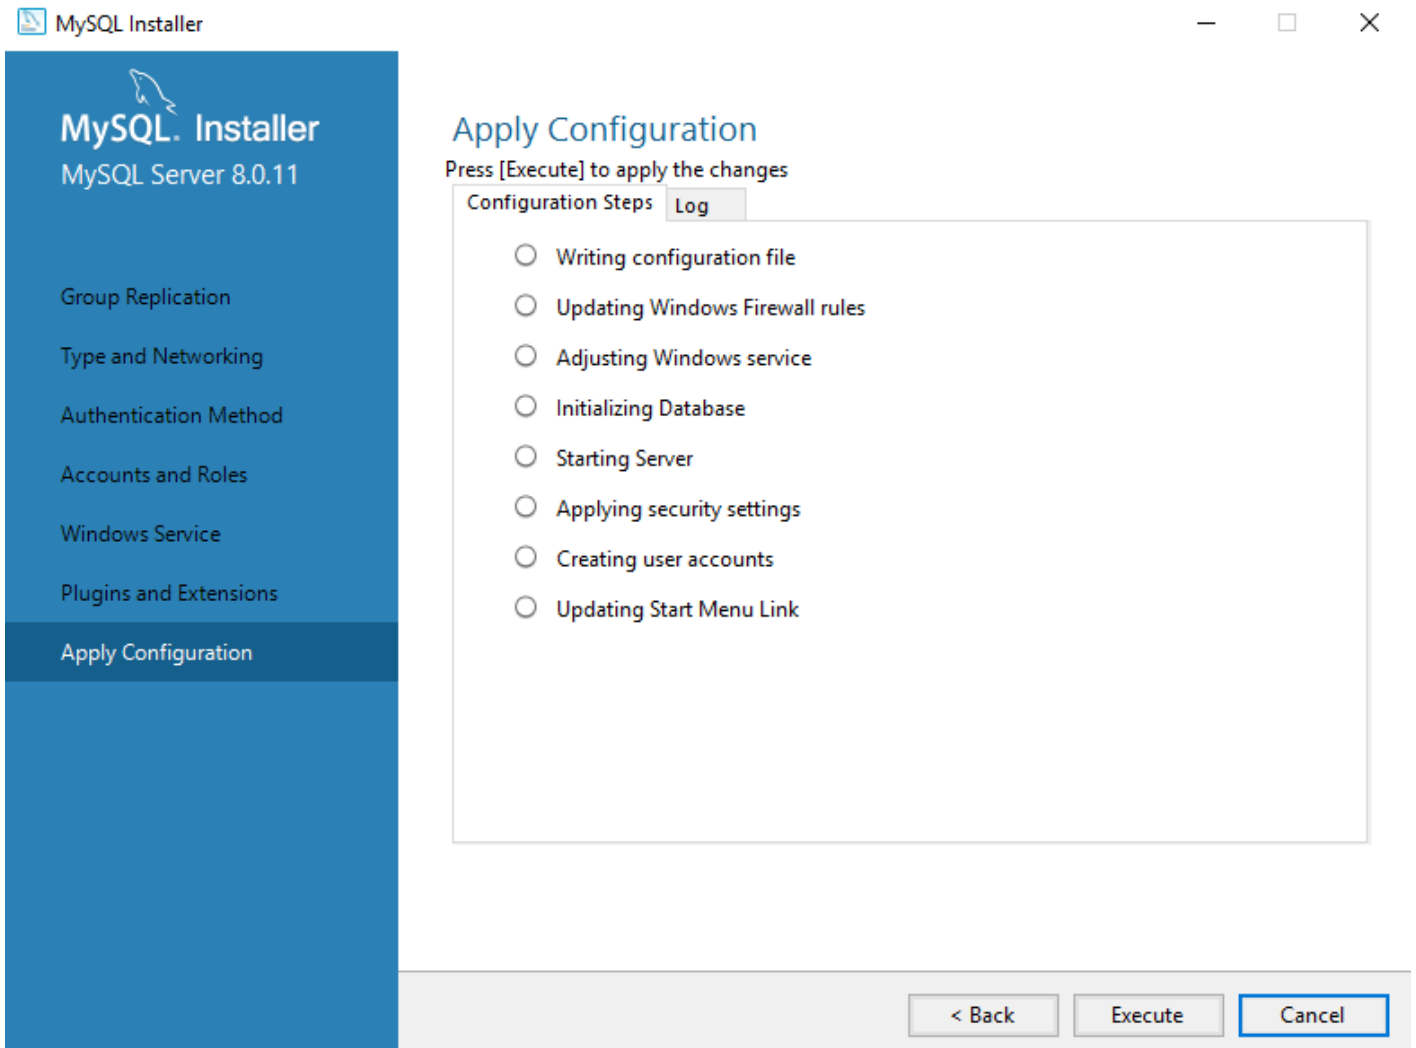 MySQL Installer
MySQL. Installer
MySQL Server 8.0.11
Group Replication
Type and Networking
Authentication Method
Accounts and Roles
Windows Service
Plugins and Extensions
Apply Configuration
Apply Configuration
Press [Execute] to apply the changes
Configuration Steps Log
Writing configuration file
Updating Windows Firewall rules
Adjusting Windows service
Initializing Database
Starting Server
Applying security settings
Creating user accounts
Updating Start Menu Link
< Back Execute Cancel